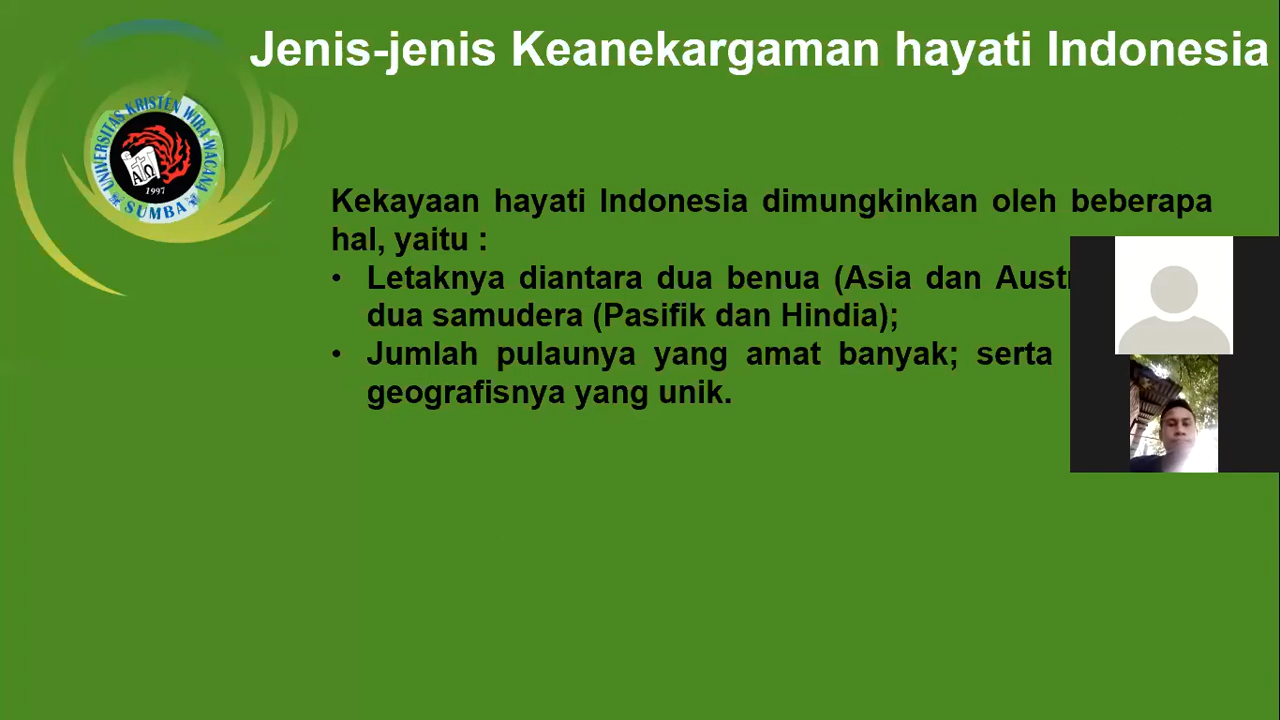 Jenis-jenis Keanekargaman hayati Indonesia
UNIVERSITAS KRISTEN WIRA WACANA
SUMBA
A Ω
1997
Kekayaan hayati Indonesia dimungkinkan oleh beberapa
hal, yaitu :
• Letaknya diantara dua benua (Asia dan
dua samudera (Pasifik dan Hindia);
• Jumlah pulaunya yang amat banyak; serta
geografisnya yang unik.